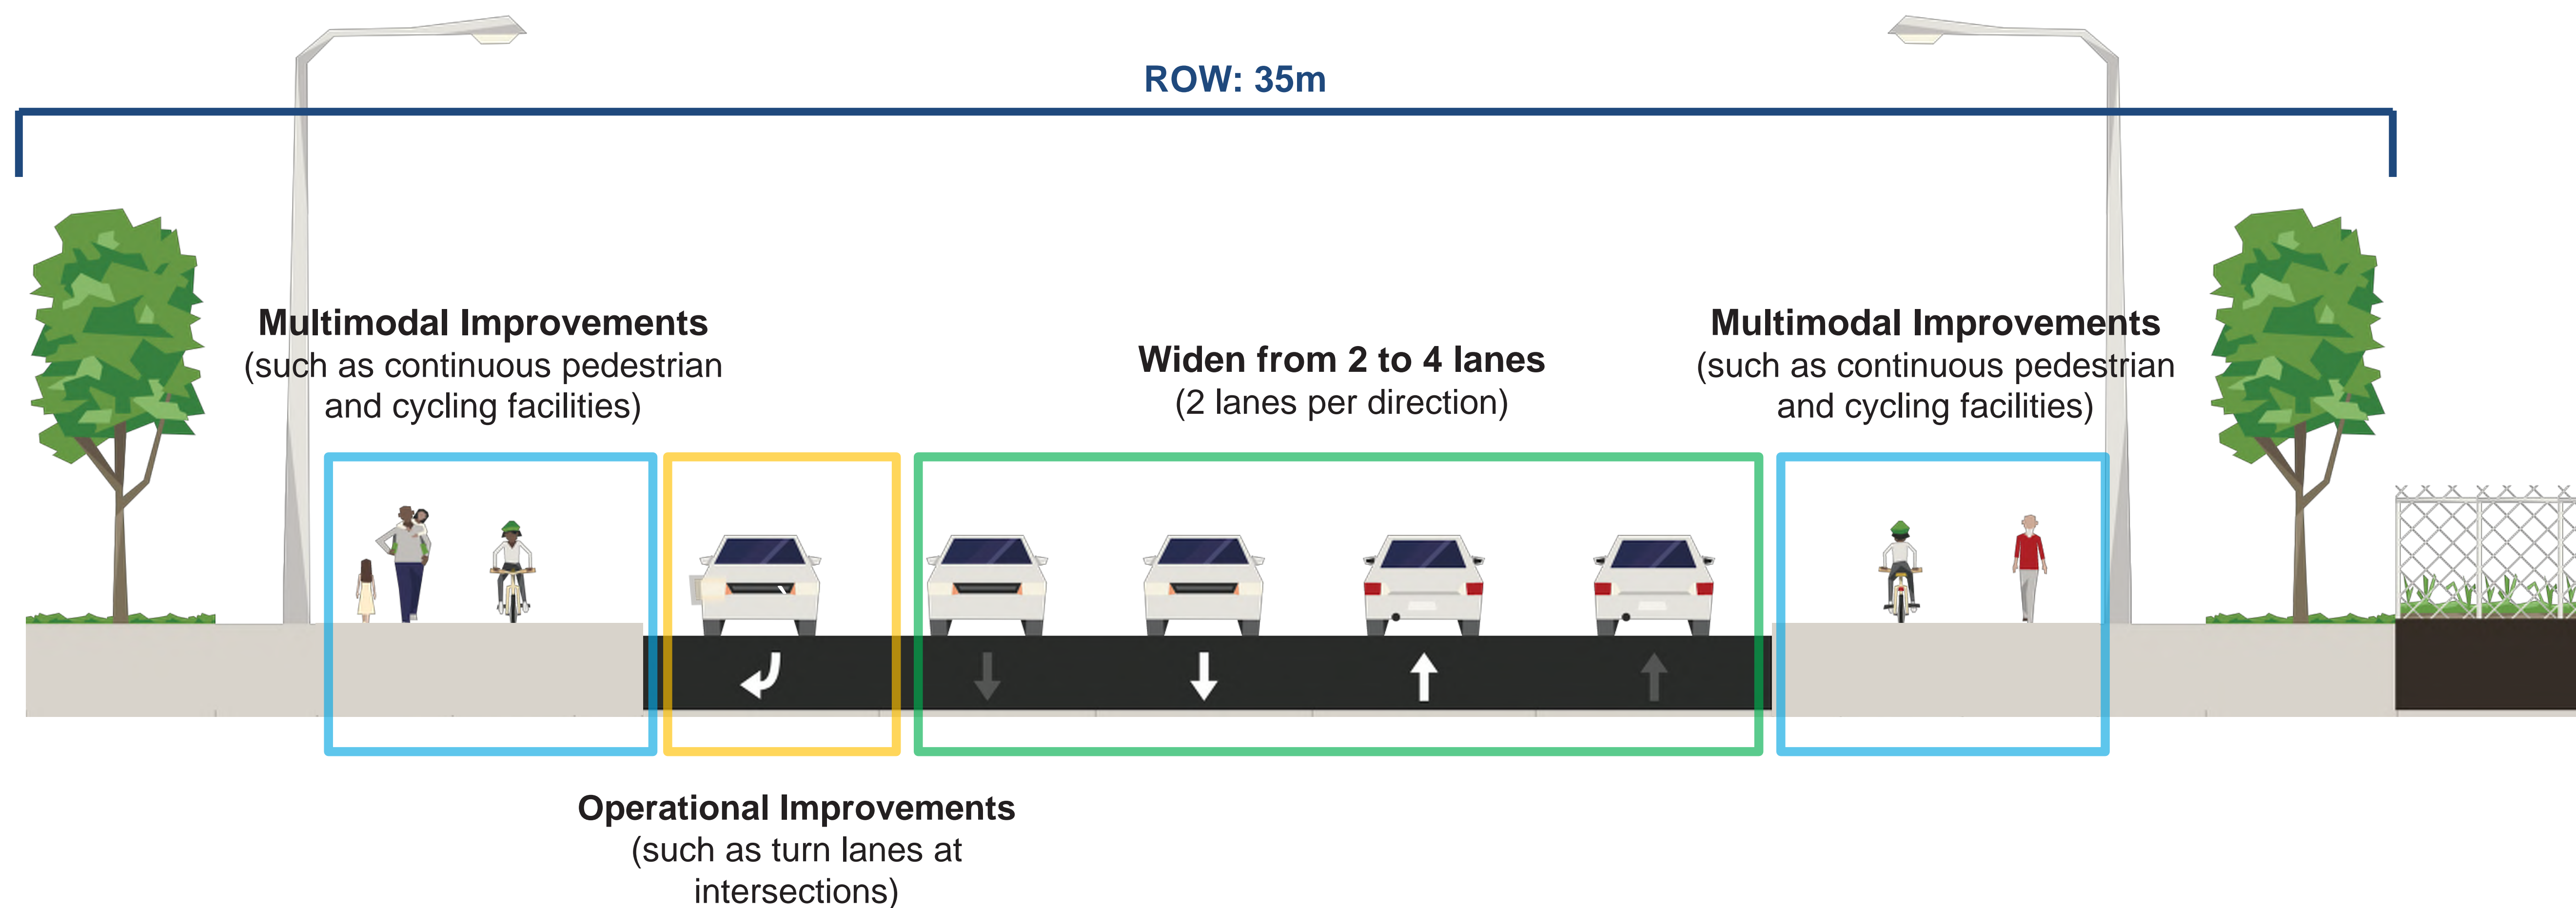 ROW: 35m
Multimodal Improvements
(such as continuous pedestrian
and cycling facilities)
Widen from 2 to 4 lanes
(2 lanes per direction)
Multimodal Improvements
(such as continuous pedestrian
and cycling facilities)
Operational Improvements
(such as turn lanes at
intersections)